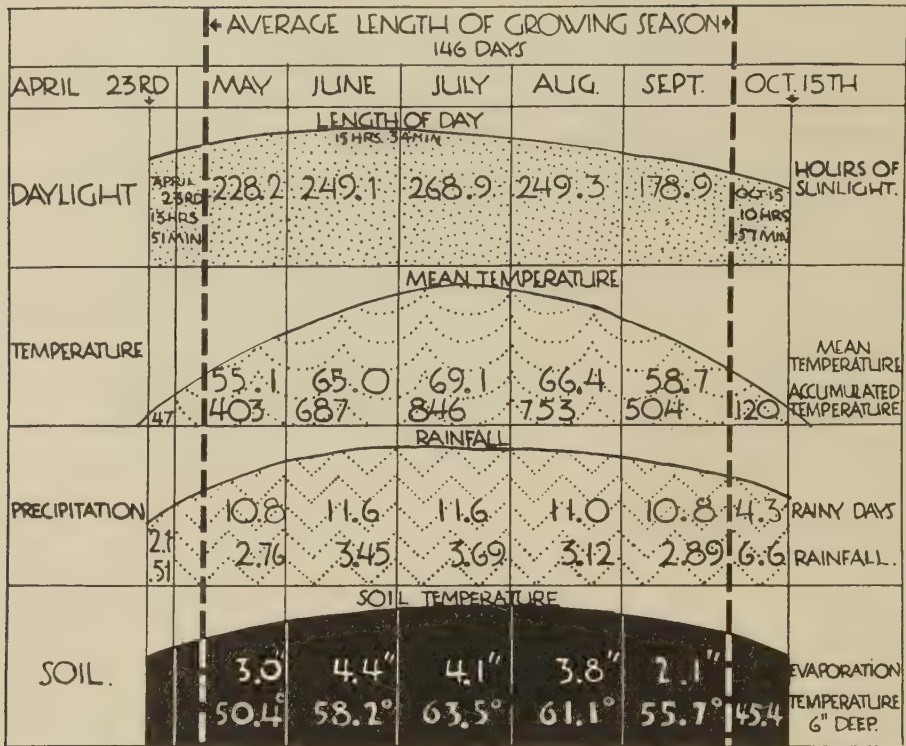 AVERAGE LENGTH OF GROWING SEASON
146 DAYS
APRIL 23RD MAY JUNE JULY AUG. SEPT. OCT. 15TH
LENGTH OF DAY
15 HRS. 34 MIN
DAYLIGHT
APRIL
23RD
13 HRS
51 MIN
228.2 249.1 268.9 249.3 178.9
OCT 15
10 HRS
57 MIN
HOURS OF
SUNLIGHT.
MEAN TEMPERATURE
TEMPERATURE
55.1 65.0 69.1 66.4 58.7
MEAN
TEMPERATURE
47 403 687 846 753 504 120
ACCUMULATED
TEMPERATURE
RAINFALL
PRECIPITATION
10.8 11.6 11.6 11.0 10.8 4.3 RAINY DAYS
2.1
.51
2.76 3.45 3.69 3.12 2.89 6.6 RAINFALL.
SOIL TEMPERATURE
SOIL.
3.0" 4.4" 4.1" 3.8" 2.1" EVAPORATION
50.4° 58.2° 63.5° 61.1° 55.7° 45.4
TEMPERATURE
6" DEEP.